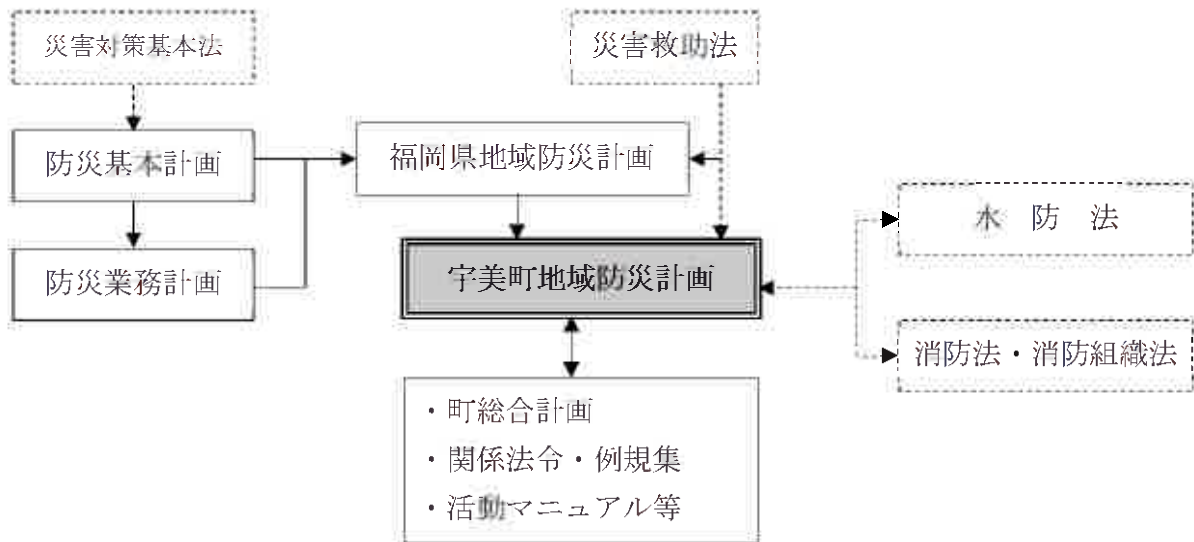 災害対策基本法
災害救助法
防災基本計画
福岡県地域防災計画
水 防 法
防災業務計画
宇美町地域防災計画
消防法・消防組織法
・町総合計画
・関係法令・例規集
・活動マニュアル等